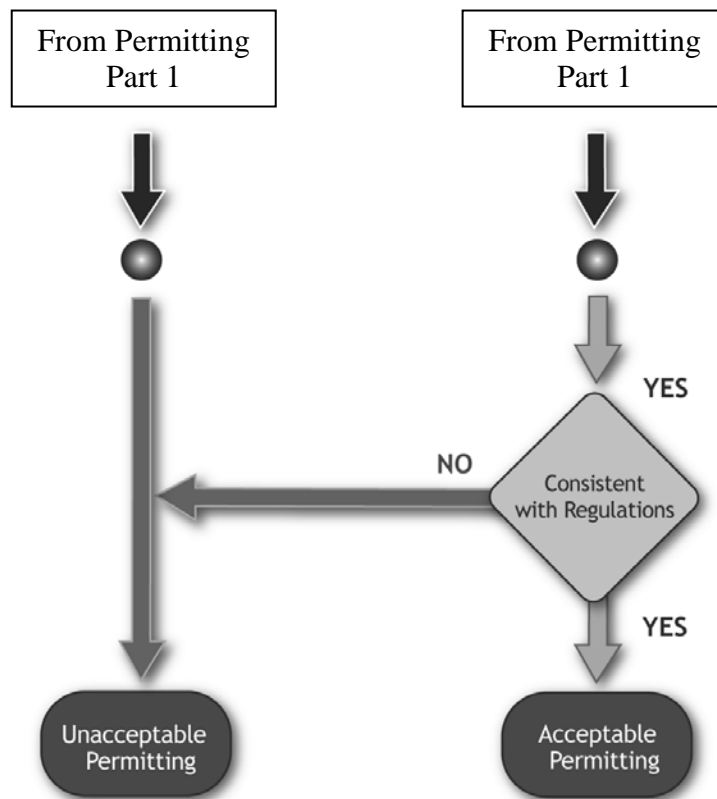 From Permitting
Part 1
From Permitting
Part 1
YES
NO
Consistent
with Regulations
YES
Unacceptable
Permitting
Acceptable
Permitting